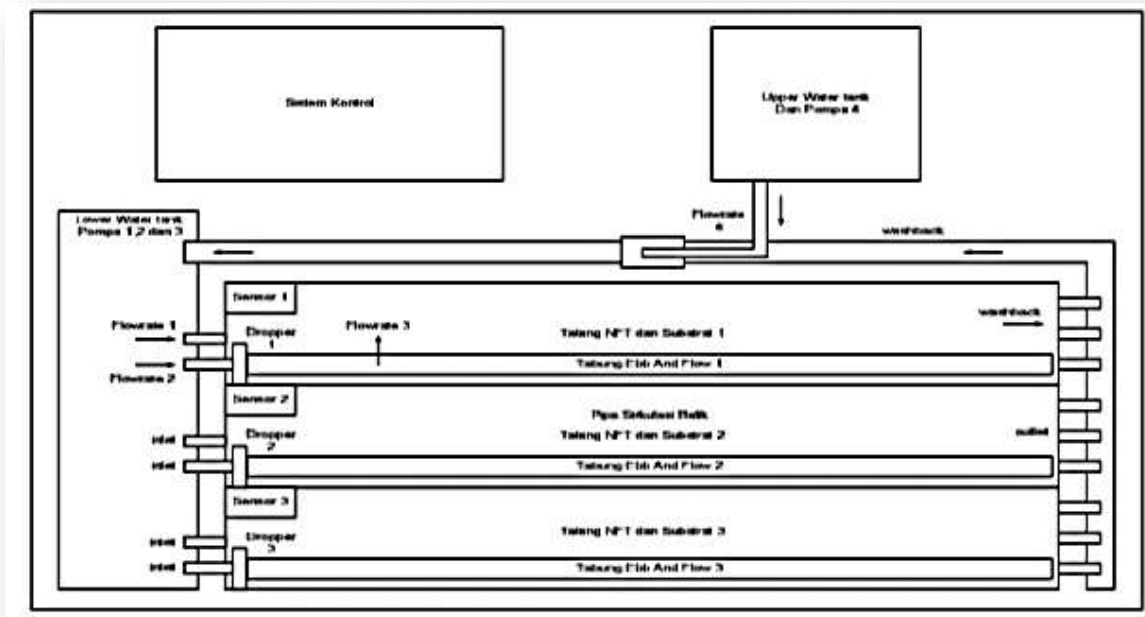 Sistem Kontrol
Upper Water tank
Dan Pompa 4
Lower Water tank
Pompa 1,2 dan 3
Flowrate
4
washback
Sensor 1
Flowrate 1
Dropper
1
Flowrate 3
Talang NFT dan Substrat 1
washback
Flowrate 2
Tabung Ebb And Flow 1
Sensor 2
Pipa Sirkulasi Balik
inlet
Dropper
2
Talang NFT dan Substrat 2
outlet
inlet
Tabung Ebb And Flow 2
Sensor 3
inlet
Dropper
3
Talang NFT dan Substrat 3
inlet
Tabung Ebb And Flow 3